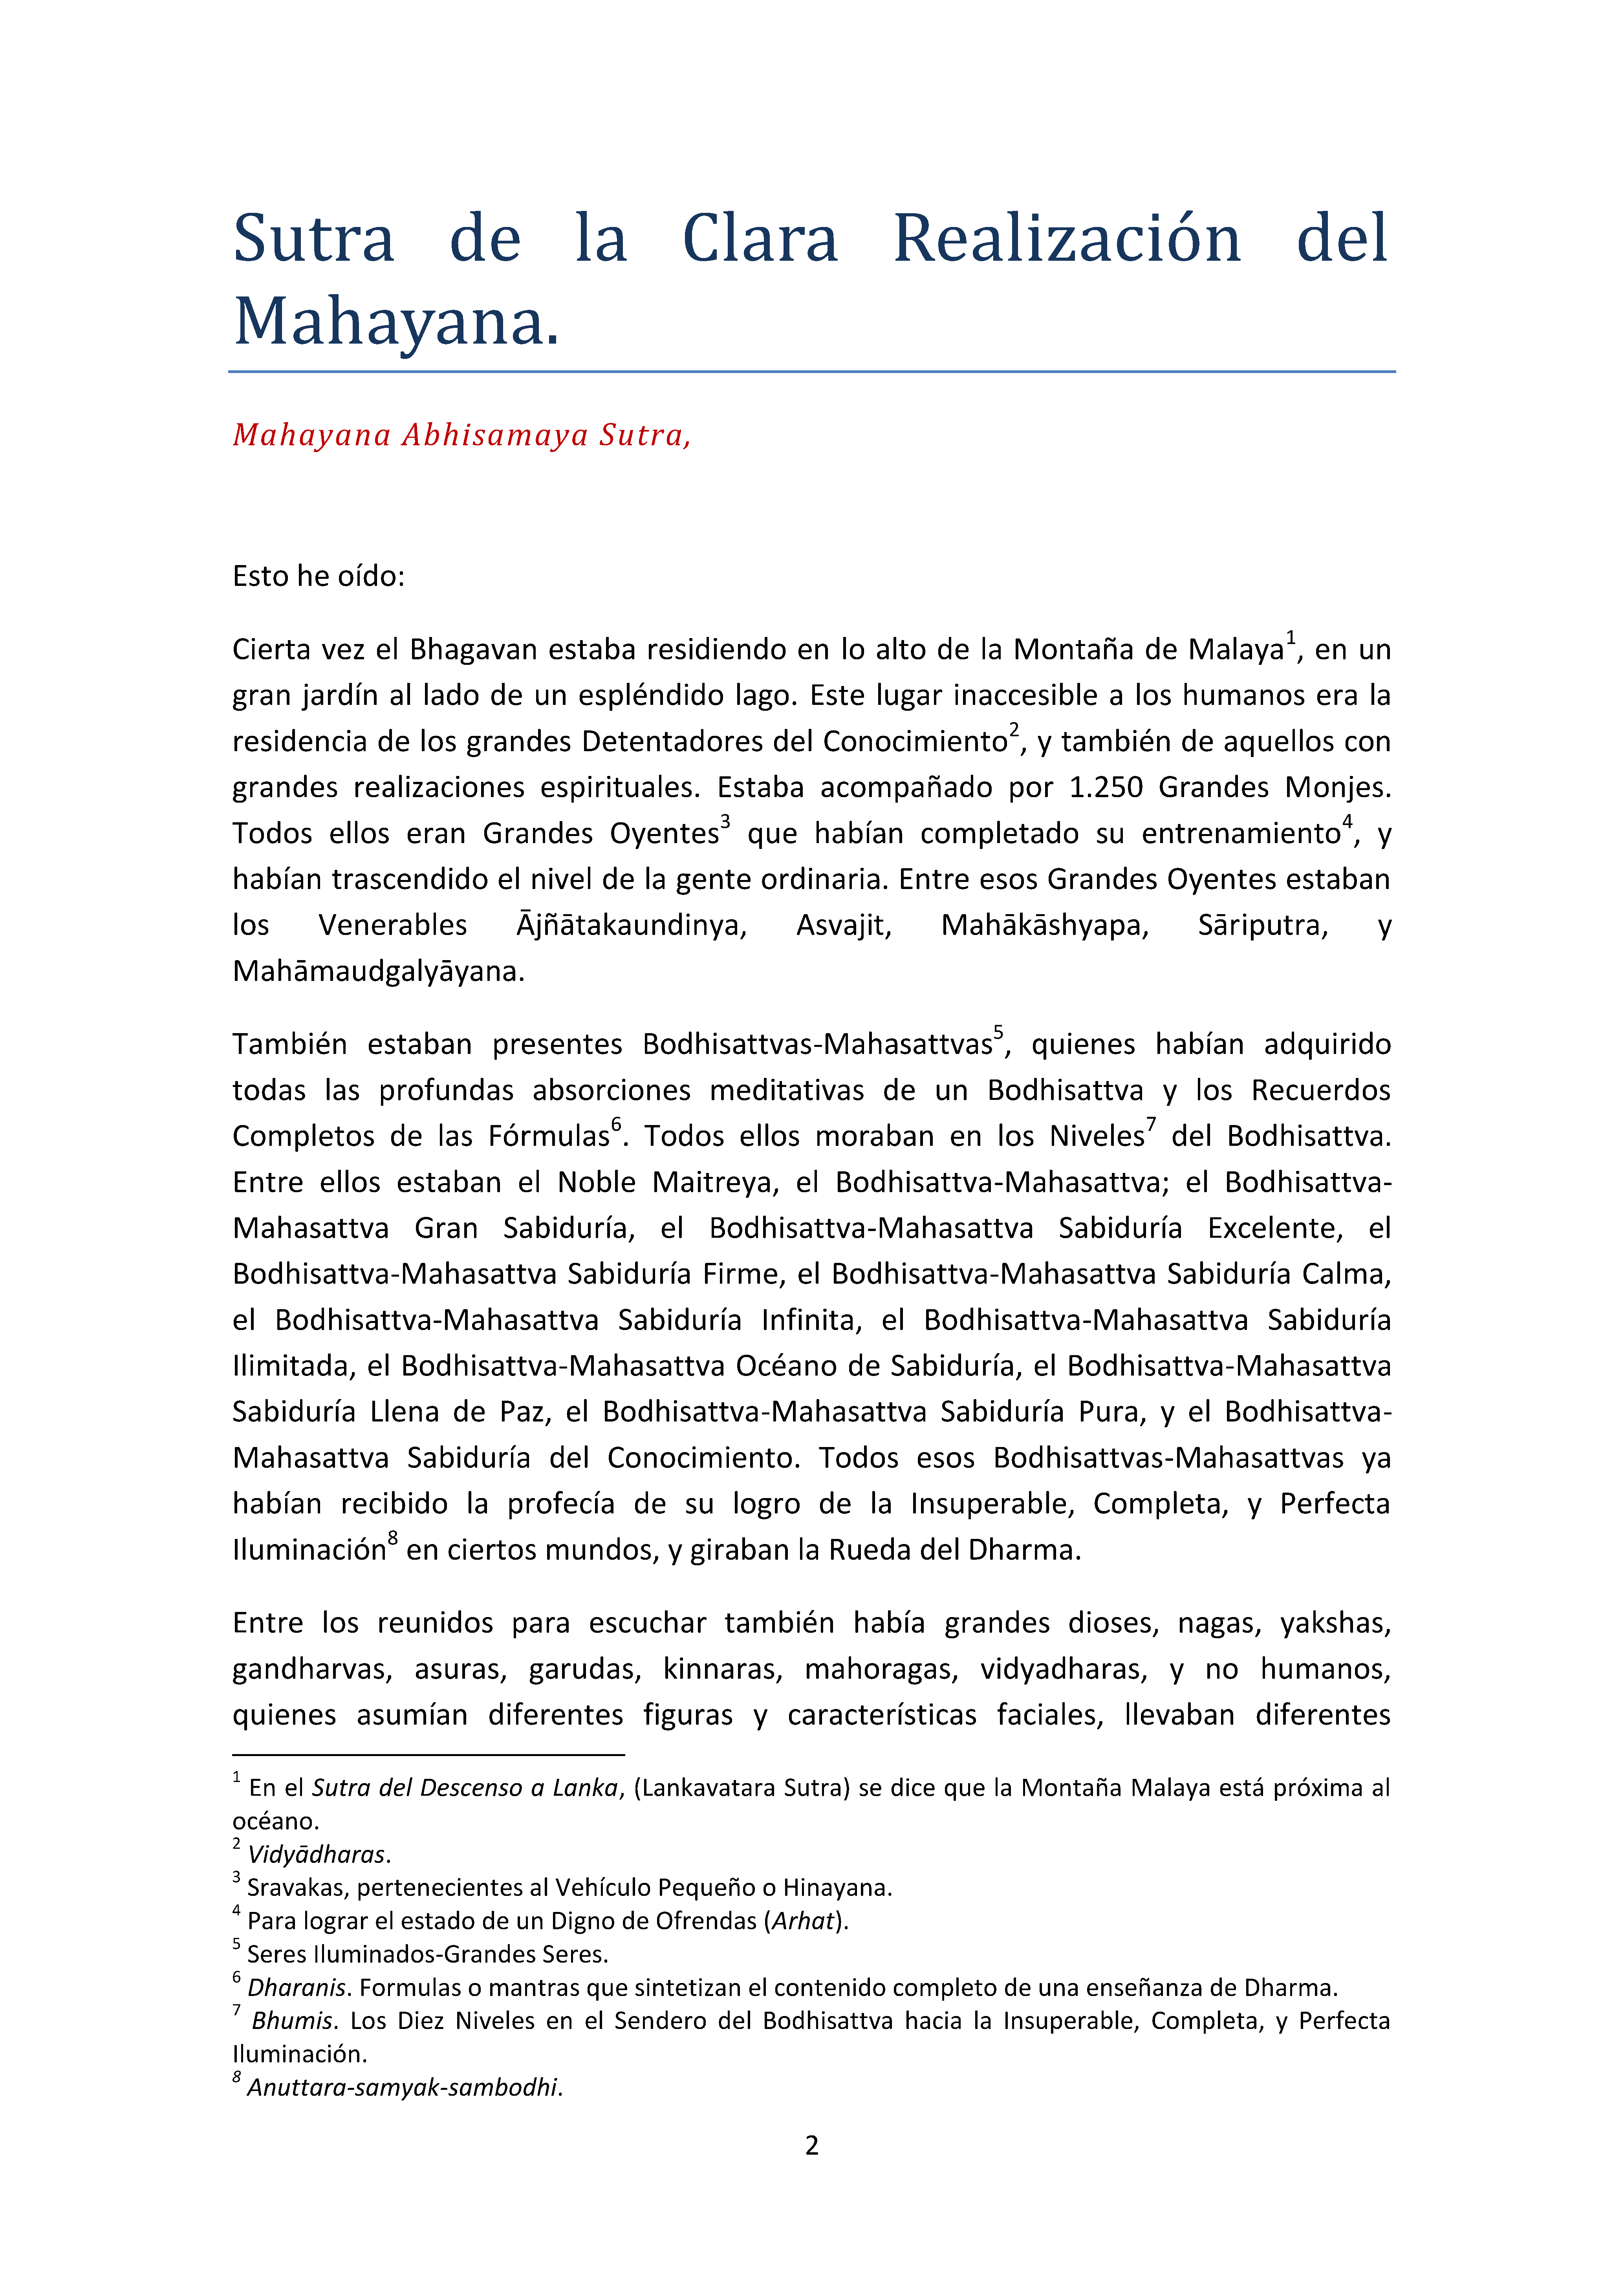 Sutra de la Clara Realización del
Mahayana.
Mahayana Abhisamaya Sutra,
Esto he oído:
Cierta vez el Bhagavan estaba residiendo en lo alto de la Montaña de Malaya1, en un
gran jardín al lado de un espléndido lago. Este lugar inaccesible a los humanos era la
residencia de los grandes Detentadores del Conocimiento2, y también de aquellos con
grandes realizaciones espirituales. Estaba acompañado por 1.250 Grandes Monjes.
Todos ellos eran Grandes Oyentes3 que habían completado su entrenamiento4, y
habían trascendido el nivel de la gente ordinaria. Entre esos Grandes Oyentes estaban
los Venerables Ājñātakaundinya, Asvajit, Mahākāshyapa, Sāriputra, y
Mahāmaudgalyāyana.
También estaban presentes Bodhisattvas-Mahasattvas5, quienes habían adquirido
todas las profundas absorciones meditativas de un Bodhisattva y los Recuerdos
Completos de las Fórmulas6. Todos ellos moraban en los Niveles7 del Bodhisattva.
Entre ellos estaban el Noble Maitreya, el Bodhisattva-Mahasattva; el Bodhisattva-
Mahasattva Gran Sabiduría, el Bodhisattva-Mahasattva Sabiduría Excelente, el
Bodhisattva-Mahasattva Sabiduría Firme, el Bodhisattva-Mahasattva Sabiduría Calma,
el Bodhisattva-Mahasattva Sabiduría Infinita, el Bodhisattva-Mahasattva Sabiduría
Ilimitada, el Bodhisattva-Mahasattva Océano de Sabiduría, el Bodhisattva-Mahasattva
Sabiduría Llena de Paz, el Bodhisattva-Mahasattva Sabiduría Pura, y el Bodhisattva-
Mahasattva Sabiduría del Conocimiento. Todos esos Bodhisattvas-Mahasattvas ya
habían recibido la profecía de su logro de la Insuperable, Completa, y Perfecta
Iluminación8 en ciertos mundos, y giraban la Rueda del Dharma.
Entre los reunidos para escuchar también había grandes dioses, nagas, yakshas,
gandharvas, asuras, garudas, kinnaras, mahoragas, vidyadharas, y no humanos,
quienes asumían diferentes figuras y características faciales, llevaban diferentes
1 En el Sutra del Descenso a Lanka, (Lankavatara Sutra) se dice que la Montaña Malaya está próxima al
océano.
2 Vidyādharas.
3 Sravakas, pertenecientes al Vehículo Pequeño o Hinayana.
4 Para lograr el estado de un Digno de Ofrendas (Arhat).
5 Seres Iluminados-Grandes Seres.
6 Dharanis. Formulas o mantras que sintetizan el contenido completo de una enseñanza de Dharma.
7 Bhumis. Los Diez Niveles en el Sendero del Bodhisattva hacia la Insuperable, Completa, y Perfecta
Iluminación.
8 Anuttara-samyak-sambodhi.
2